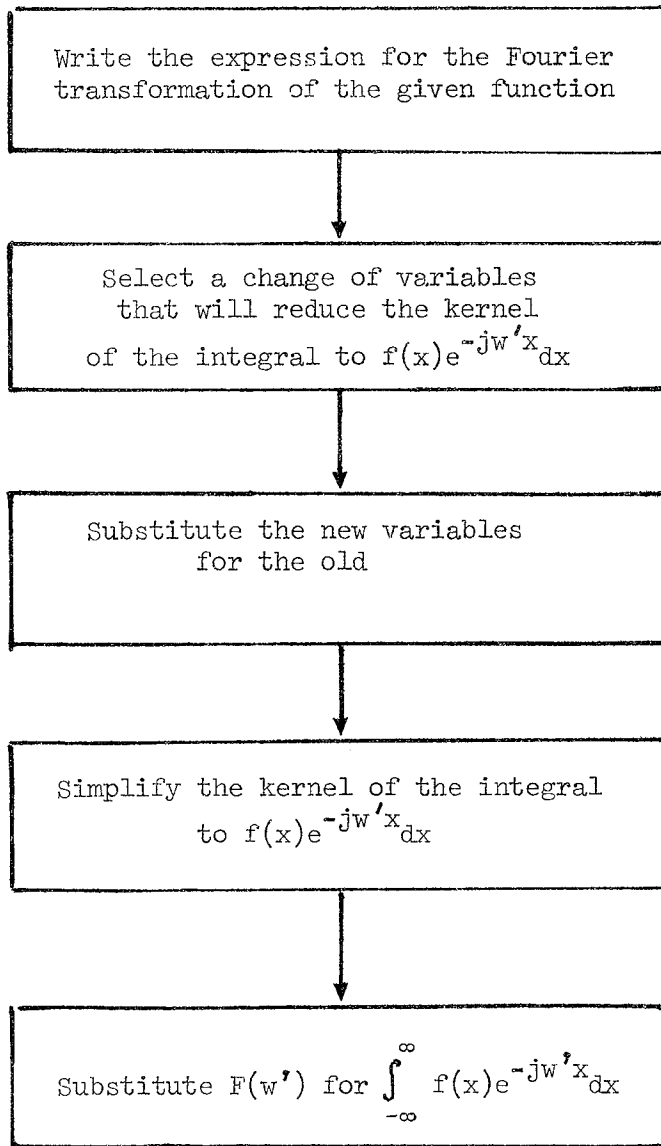 Write the expression for the Fourier
transformation of the given function
Select a change of variables
that will reduce the kernel
of the integral to f(x)e^{-jw'x}dx
Substitute the new variables
for the old
Simplify the kernel of the integral
to f(x)e^{-jw'x}dx
Substitute F(w') for ∫_{-∞}^{∞} f(x)e^{-jw'x}dx